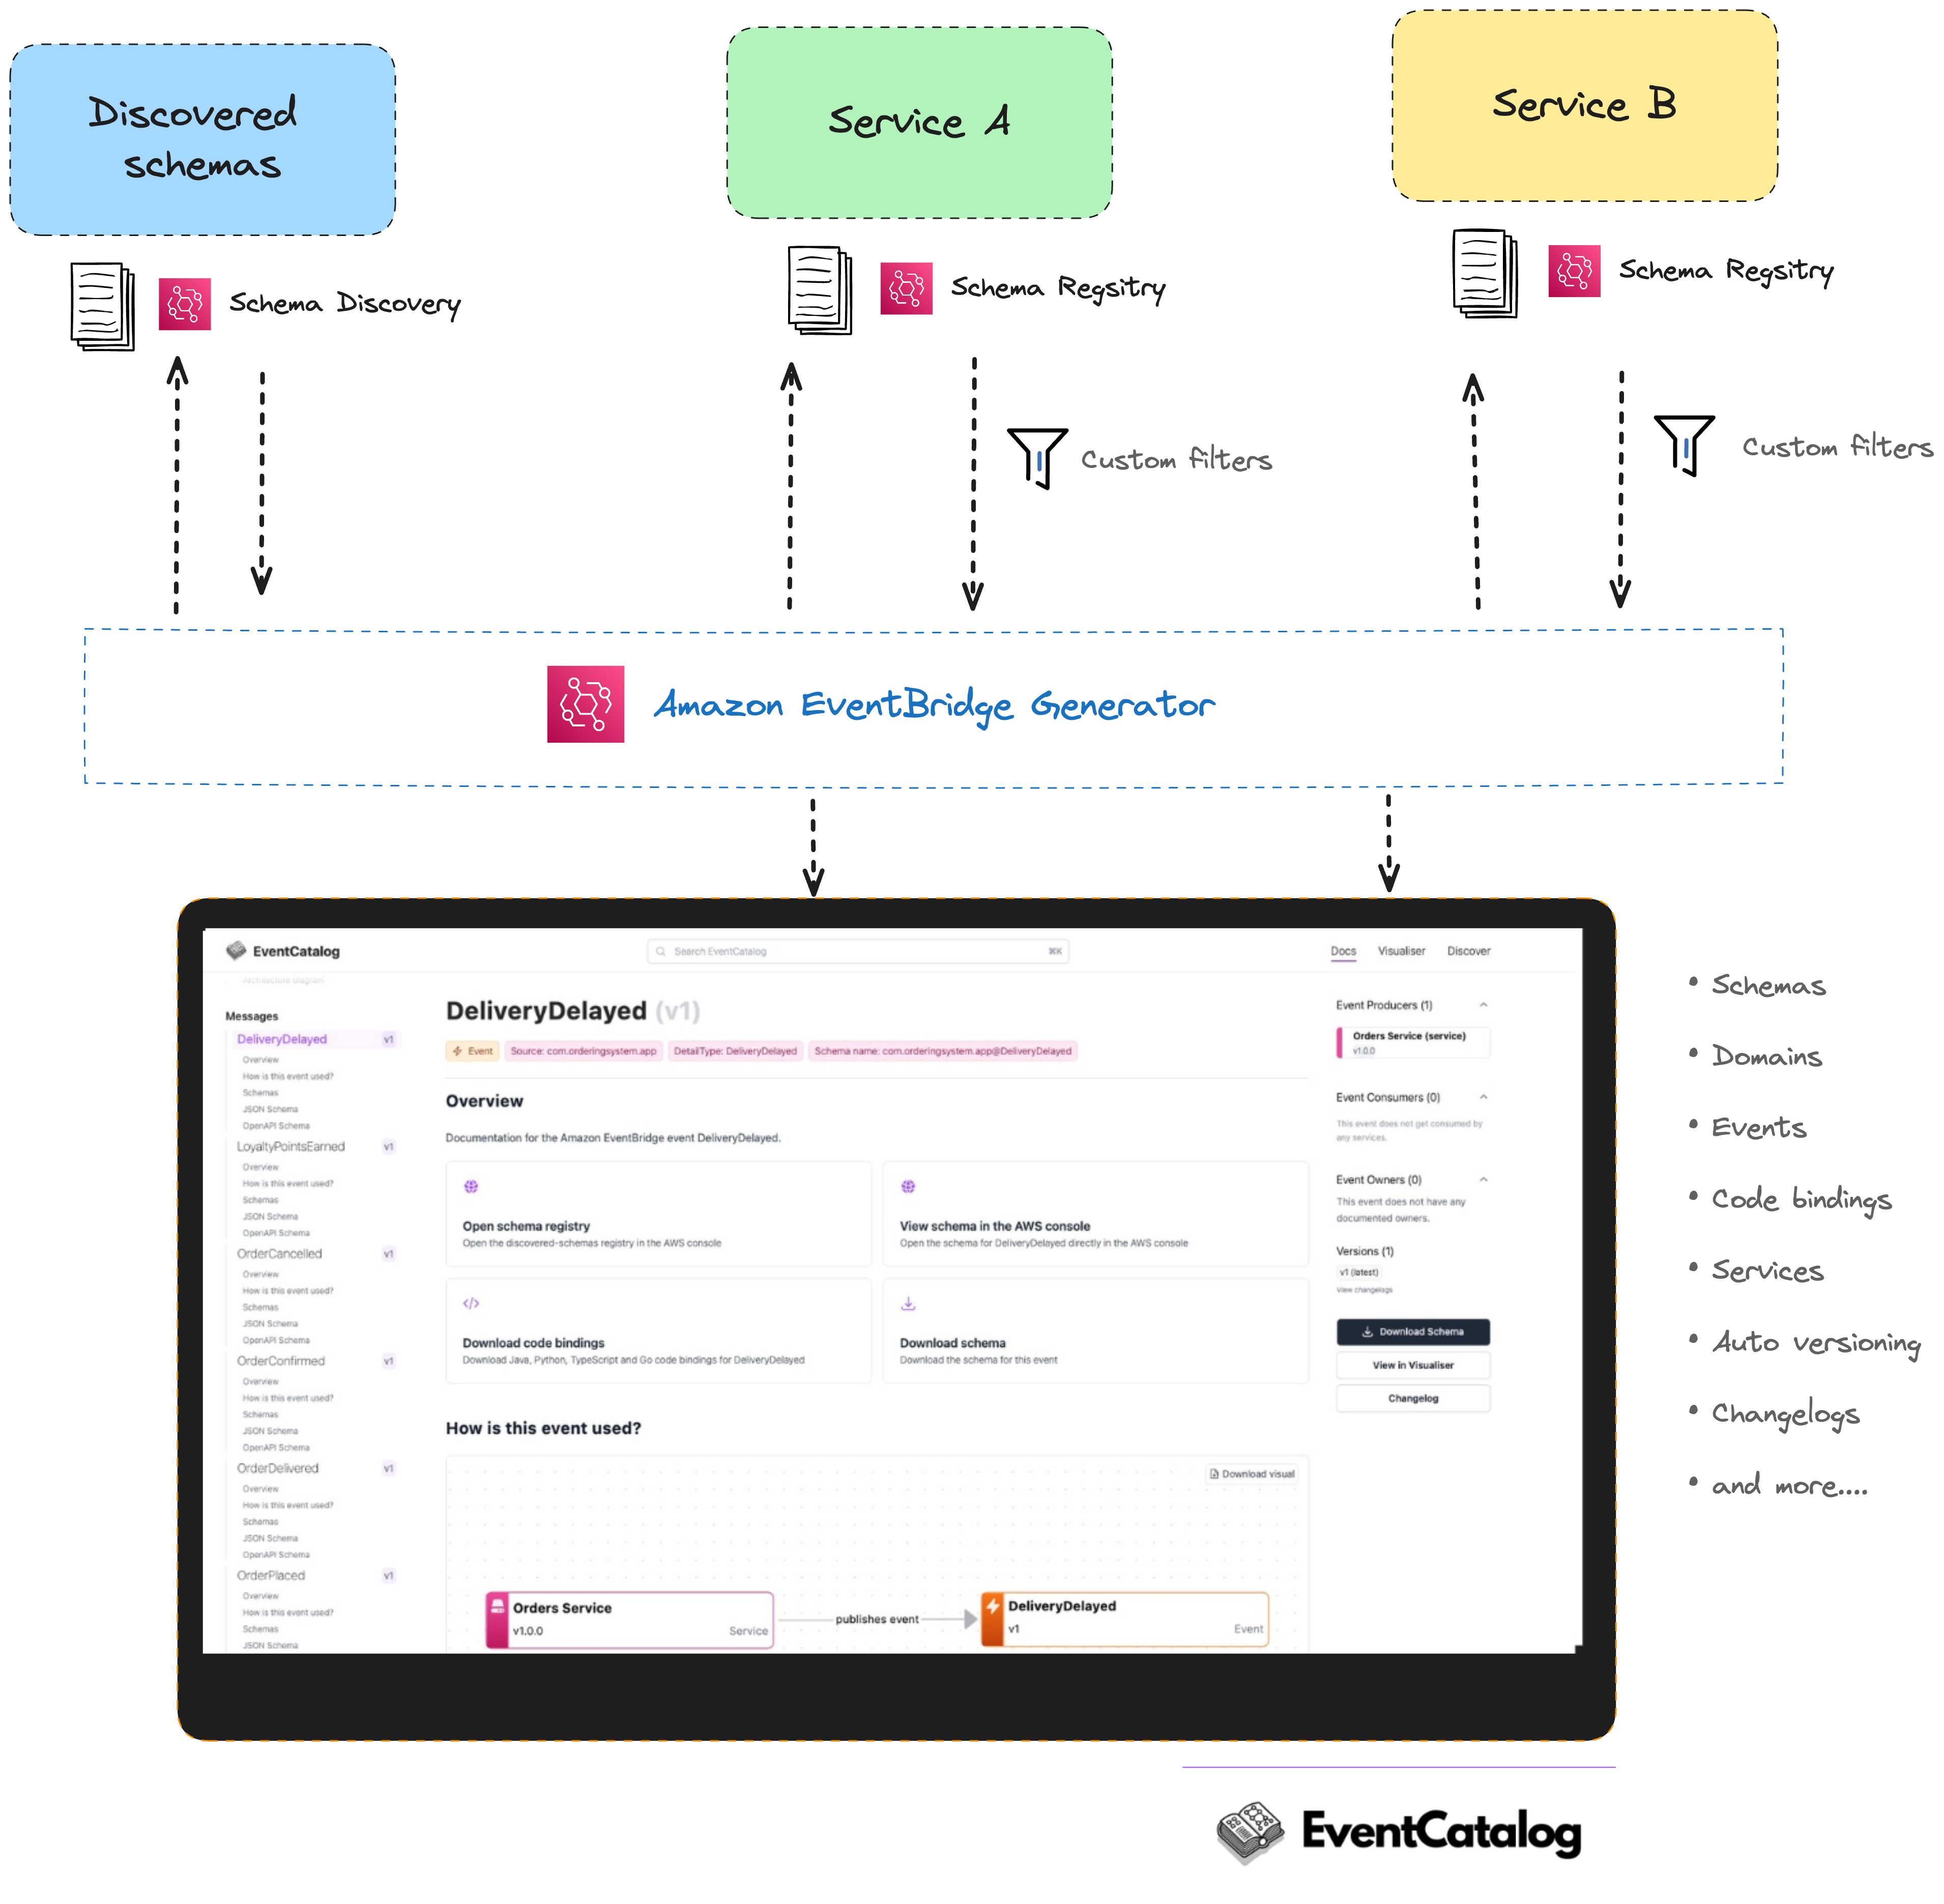 Discovered
schemas
Service A
Service B
Schema Discovery
Schema Regsitry
Schema Regsitry
Custom filters
Custom filters
Amazon EventBridge Generator
EventCatalog
Search EventCatalog
⌘K
Docs
Visualiser
Discover
Architecture diagram
Messages
DeliveryDelayed v1
Overview
How is this event used?
Schemas
JSON Schema
OpenAPI Schema
LoyaltyPointsEarned v1
Overview
How is this event used?
Schemas
JSON Schema
OpenAPI Schema
OrderCancelled v1
Overview
How is this event used?
Schemas
JSON Schema
OpenAPI Schema
OrderConfirmed v1
Overview
How is this event used?
Schemas
JSON Schema
OpenAPI Schema
OrderDelivered v1
Overview
How is this event used?
Schemas
JSON Schema
OpenAPI Schema
OrderPlaced v1
Overview
How is this event used?
Schemas
JSON Schema
DeliveryDelayed (v1)
Event
Source: com.orderingsystem.app
DetailType: DeliveryDelayed
Schema name: com.orderingsystem.app@DeliveryDelayed
Overview
Documentation for the Amazon EventBridge event DeliveryDelayed.
Open schema registry
Open the discovered-schemas registry in the AWS console
View schema in the AWS console
Open the schema for DeliveryDelayed directly in the AWS console
</> 
Download code bindings
Download Java, Python, TypeScript and Go code bindings for DeliveryDelayed
Download schema
Download the schema for this event
How is this event used?
Download visual
Orders Service
v1.0.0
Service
publishes event
DeliveryDelayed
v1
Event
Event Producers (1)
Orders Service (service)
v1.0.0
Event Consumers (0)
This event does not get consumed by
any services.
Event Owners (0)
This event does not have any
documented owners.
Versions (1)
v1 (latest)
View changelogs
Download Schema
View in Visualiser
Changelog
• Schemas
• Domains
• Events
• Code bindings
• Services
• Auto versioning
• Changelogs
• and more....
EventCatalog